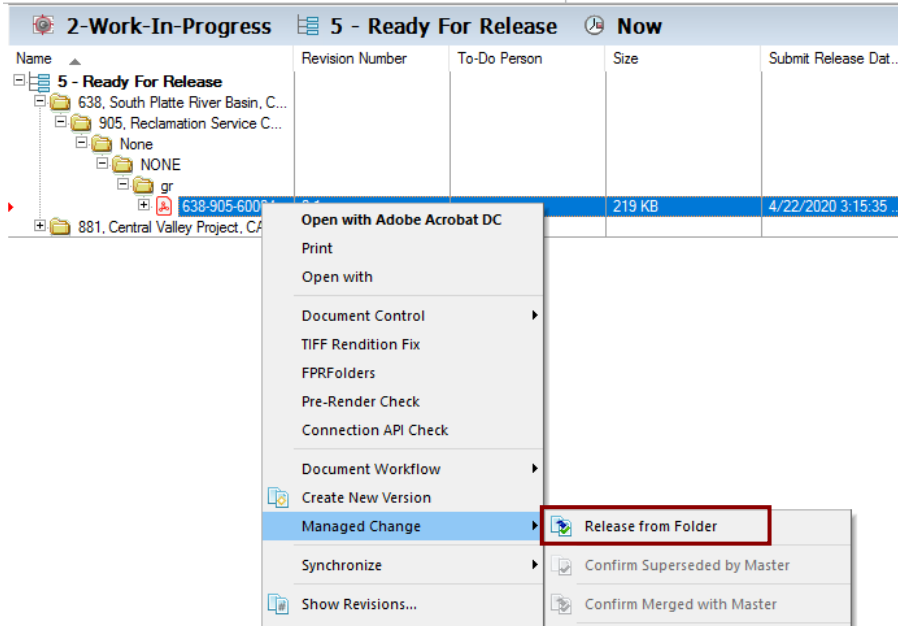 2-Work-In-Progress 5 - Ready For Release Now
Name Revision Number To-Do Person Size Submit Release Dat...
5 - Ready For Release
638, South Platte River Basin, C...
905, Reclamation Service C...
None
NONE
gr
638-905-600 219 KB 4/22/2020 3:15:35 ...
881, Central Valley Project, CA
Open with Adobe Acrobat DC
Print
Open with
Document Control
TIFF Rendition Fix
FPRFolders
Pre-Render Check
Connection API Check
Document Workflow
Create New Version
Managed Change
Synchronize
Show Revisions...
Release from Folder
Confirm Superseded by Master
Confirm Merged with Master